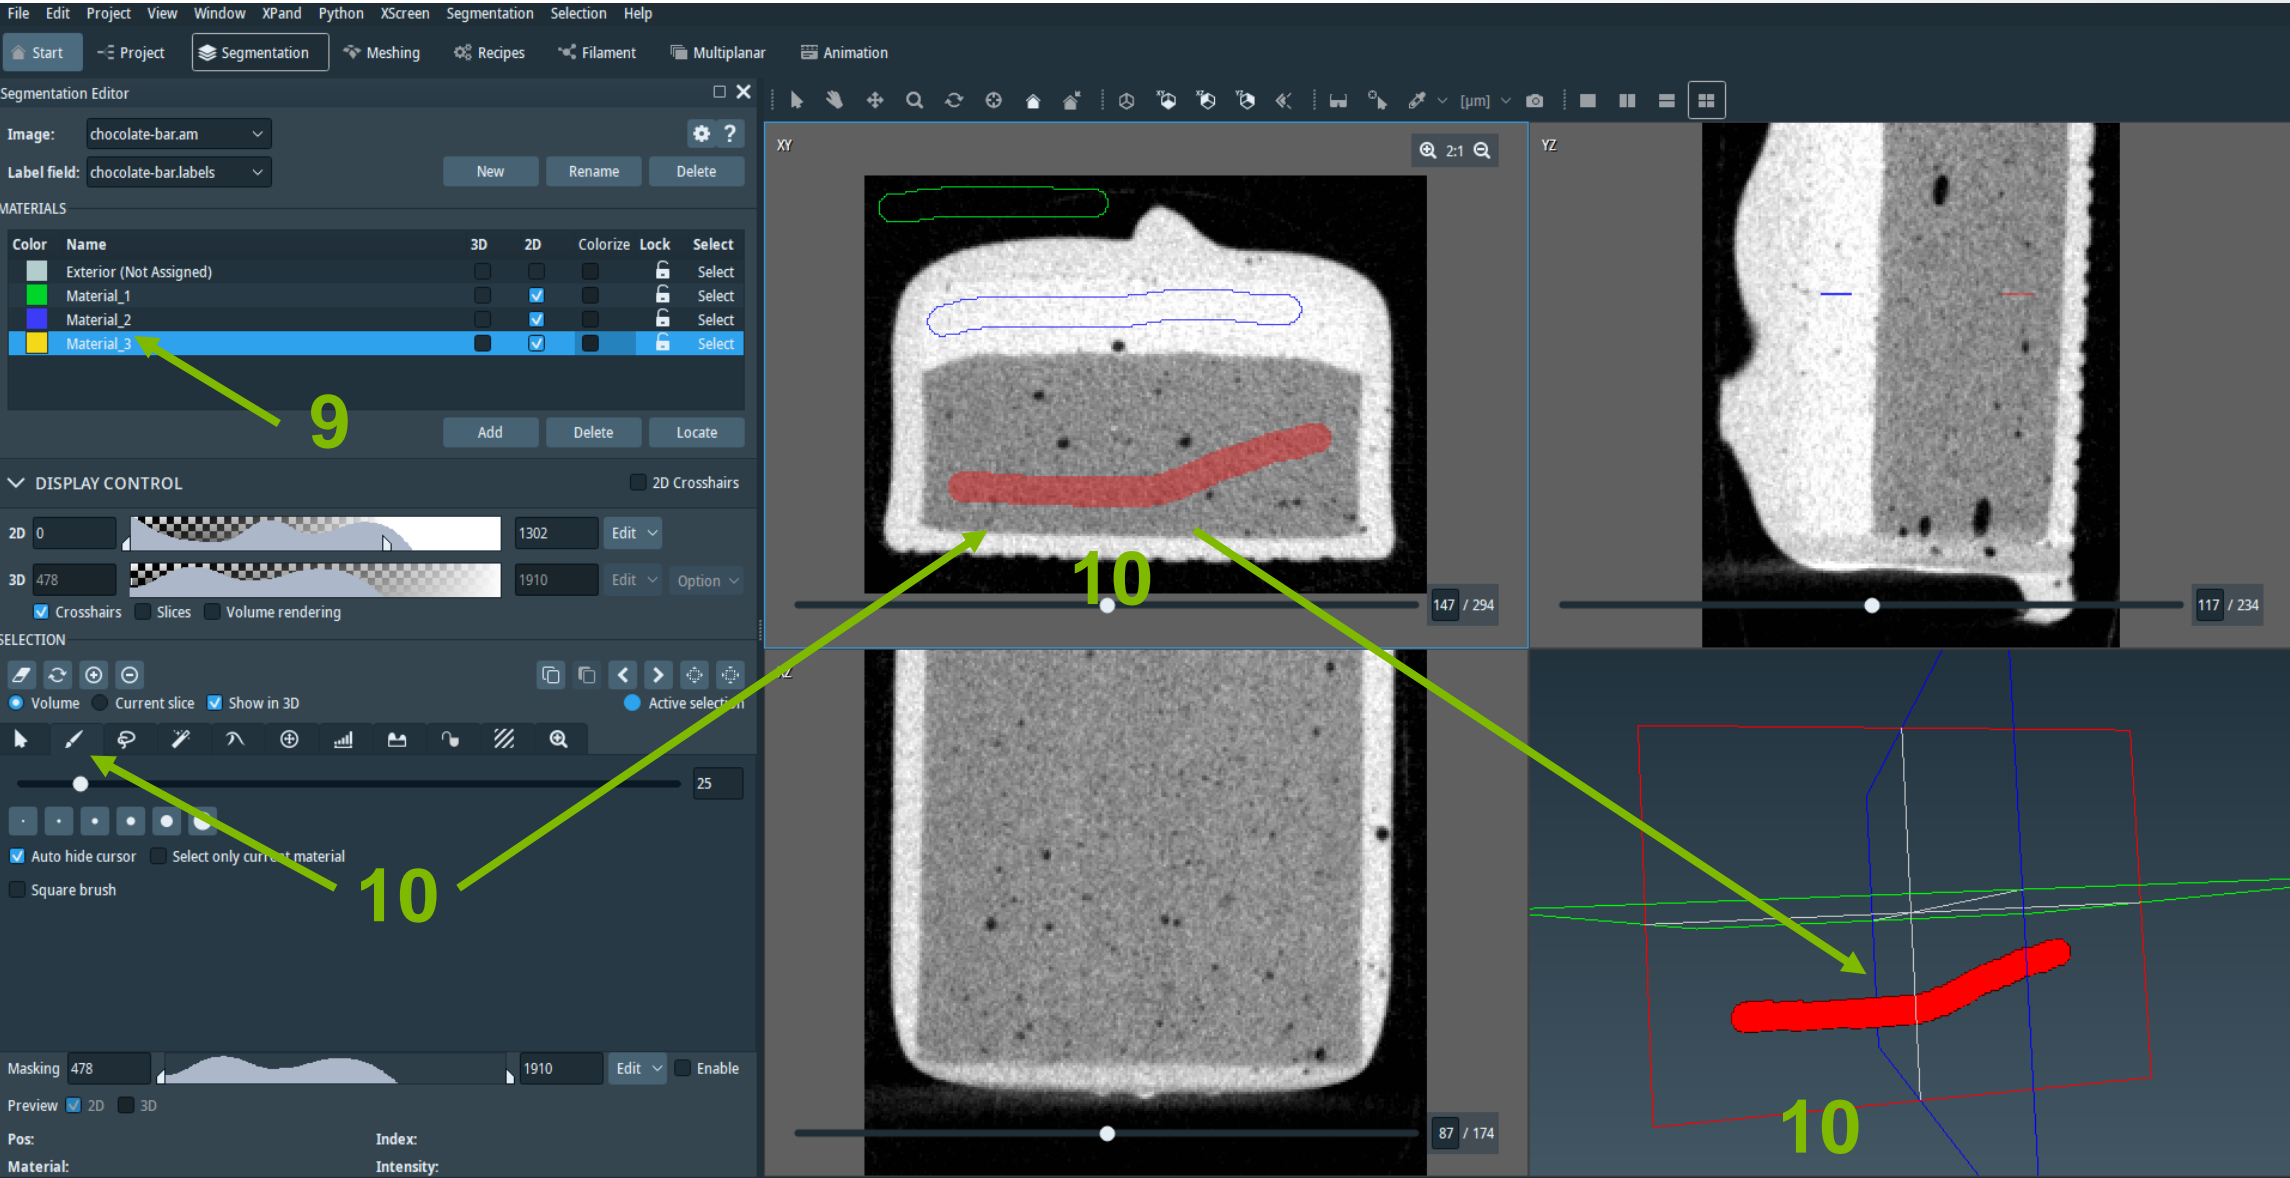 File Edit Project View Window XPand Python XScreen Segmentation Selection Help
Start Project Segmentation Meshing Recipes Filament Multiplanar Animation
Segmentation Editor
Image: chocolate-bar.am ?
Label field: chocolate-bar.labels New Rename Delete
MATERIALS
Color Name 3D 2D Colorize Lock Select
Exterior (Not Assigned) Select
Material_1 Select
Material_2 Select
Material_3 Select
9
Add Delete Locate
DISPLAY CONTROL 2D Crosshairs
2D 0 1302 Edit
3D 478 1910 Edit Option
Crosshairs Slices Volume rendering
SELECTION
Volume Current slice Show in 3D Active selection
25
Auto hide cursor Select only current material
Square brush
10
Masking 478 1910 Edit Enable
Preview 2D 3D
Pos: Index:
Material: Intensity:
[µm]
XY 2:1
10
147 / 294
YZ
117 / 234
XZ
87 / 174
10